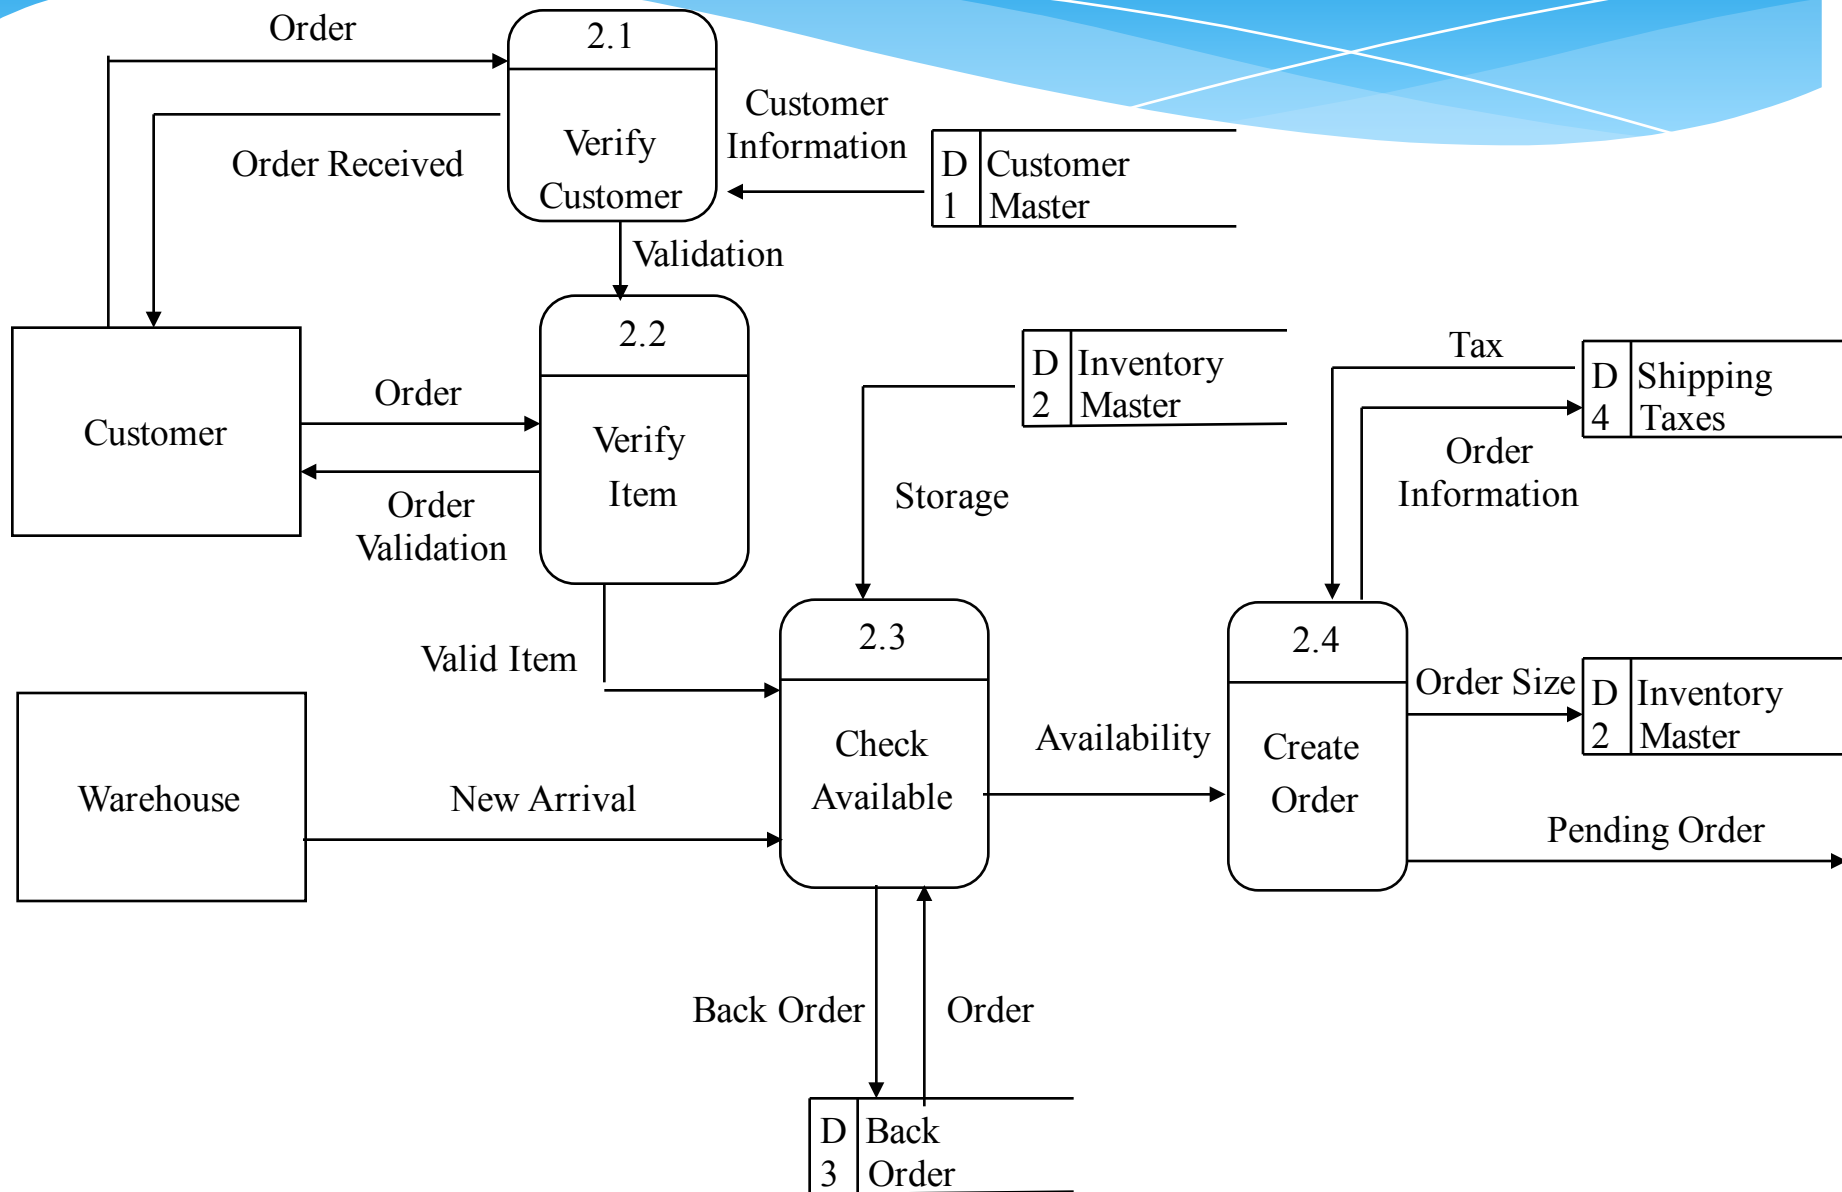 Order
2.1
Verify
Customer
Order Received
Customer
Information
D
1
Customer
Master
Validation
2.2
Verify
Item
Customer
Order
Order
Validation
D
2
Inventory
Master
Storage
Tax
D
4
Shipping
Taxes
Order
Information
Valid Item
2.3
Check
Available
Warehouse
New Arrival
Availability
2.4
Create
Order
Order Size
D
2
Inventory
Master
Pending Order
Back Order
Order
D
3
Back
Order